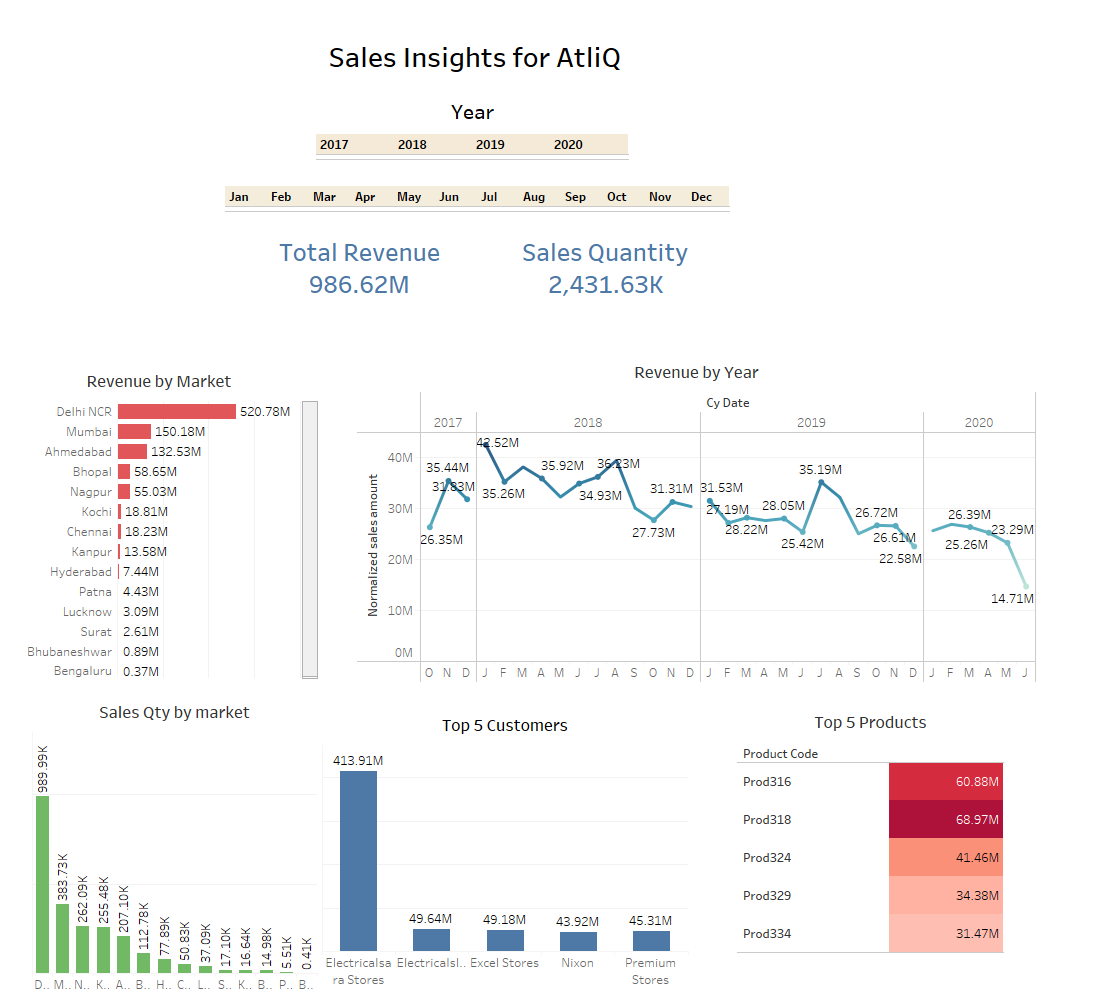 Sales Insights for AtliQ
Year
2017 2018 2019 2020
Jan Feb Mar Apr May Jun Jul Aug Sep Oct Nov Dec
Total Revenue
986.62M
Sales Quantity
2,431.63K
Revenue by Market
Delhi NCR 520.78M
Mumbai 150.18M
Ahmedabad 132.53M
Bhopal 58.65M
Nagpur 55.03M
Kochi 18.81M
Chennai 18.23M
Kanpur 13.58M
Hyderabad 7.44M
Patna 4.43M
Lucknow 3.09M
Surat 2.61M
Bhubaneshwar 0.89M
Bengaluru 0.37M
Revenue by Year
Cy Date
2017 2018 2019 2020
Normalized sales amount
40M
30M
20M
10M
0M
26.35M
35.44M
31.83M
42.52M
35.26M
35.92M
34.93M
36.23M
27.73M
31.31M
31.53M
27.19M
28.22M
28.05M
25.42M
35.19M
26.72M
26.61M
22.58M
26.39M
25.26M
23.29M
14.71M
O N D J F M A M J J A S O N D J F M A M J J A S O N D J F M A M J
Sales Qty by market
989.99K
383.73K
262.09K
255.48K
207.10K
112.78K
77.89K
50.83K
37.09K
17.10K
16.64K
14.98K
5.51K
0.41K
D.. M.. N.. K.. A.. B.. H.. C.. L.. S.. K.. B.. P.. B..
Top 5 Customers
413.91M
49.64M
49.18M
43.92M
45.31M
Electricalsa
ra Stores
Electricalsl..
Excel Stores
Nixon
Premium
Stores
Top 5 Products
Product Code
Prod316 60.88M
Prod318 68.97M
Prod324 41.46M
Prod329 34.38M
Prod334 31.47M